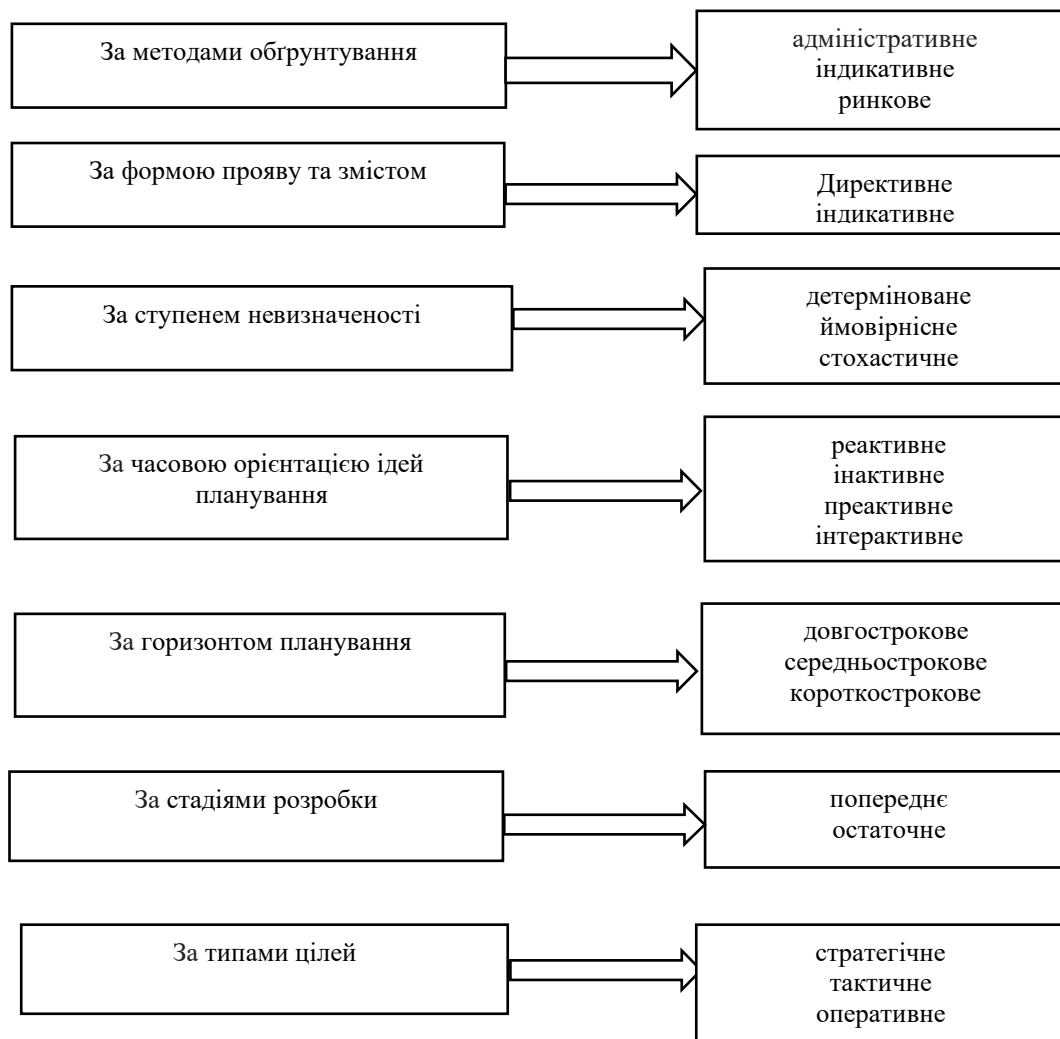 За методами обґрунтування
адміністративне
індикативне
ринкове
За формою прояву та змістом
Директивне
індикативне
За ступенем невизначеності
детерміноване
ймовірнісне
стохастичне
За часовою орієнтацією ідей
планування
реактивне
інактивне
преактивне
інтерактивне
За горизонтом планування
довгострокове
середньострокове
короткострокове
За стадіями розробки
попереднє
остаточне
За типами цілей
стратегічне
тактичне
оперативне